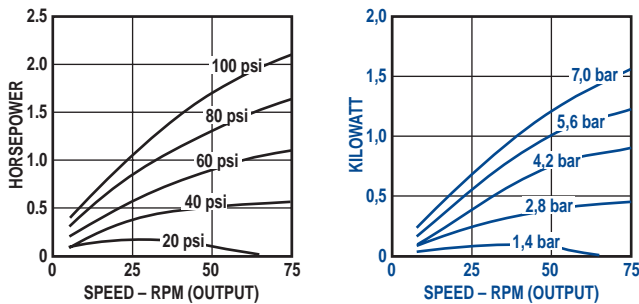 2.5
2.0
1.5
1.0
0.5
0
HORSEPOWER
100 psi
80 psi
60 psi
40 psi
20 psi
0
25
50
75
SPEED – RPM (OUTPUT)
2,0
1,5
1,0
0,5
0
KILOWATT
7,0 bar
5,6 bar
4,2 bar
2,8 bar
1,4 bar
0
25
50
75
SPEED – RPM (OUTPUT)